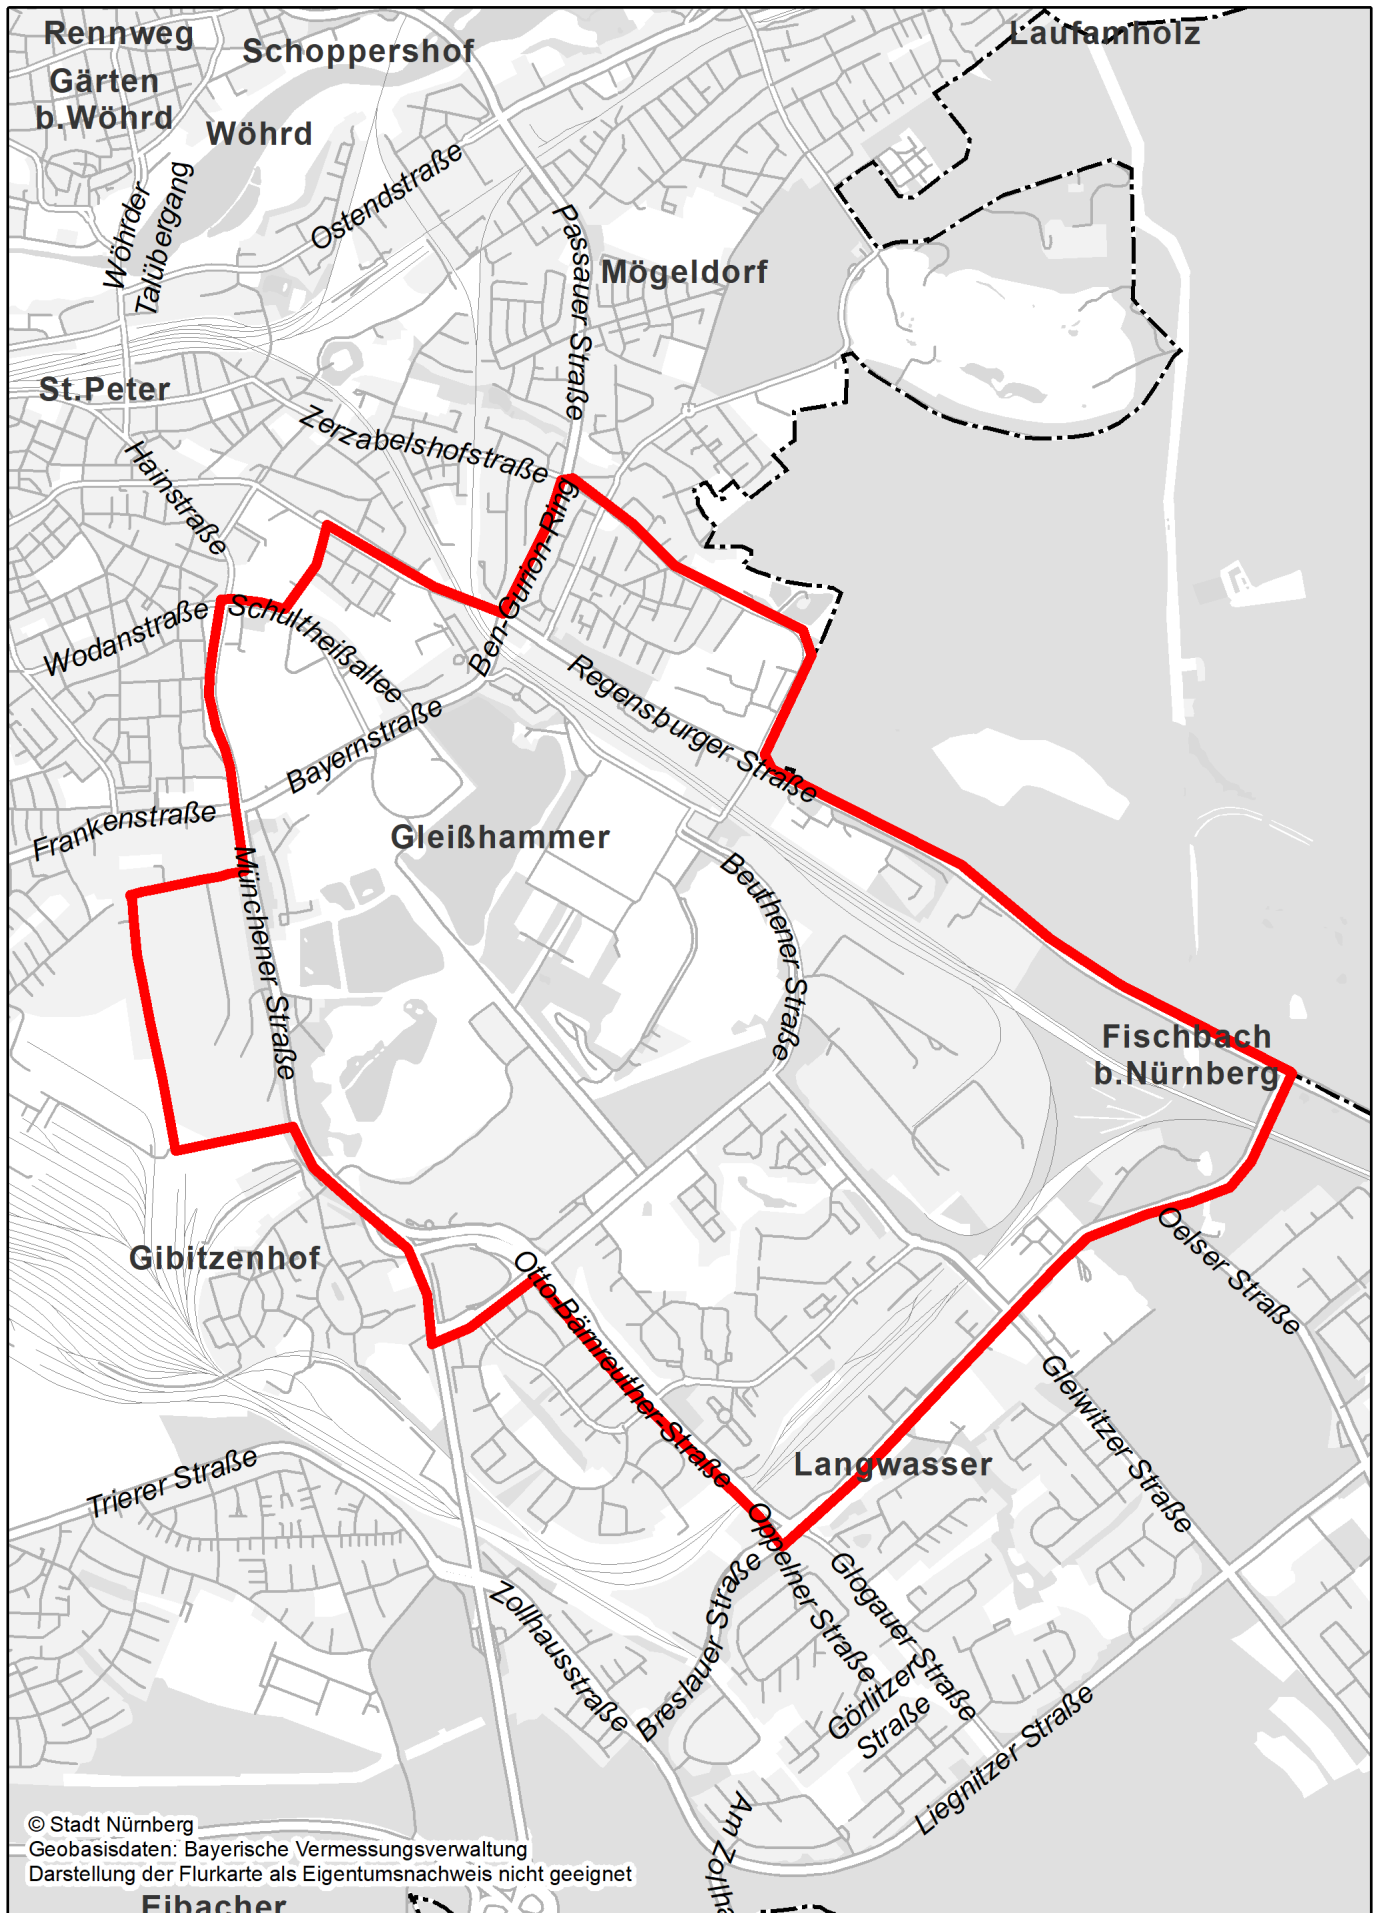 Rennweg
Schoppershof
Laufamholz
Gärten
b.Wöhrd
Wöhrd
Ostendstraße
Wöhrder
Talübergang
Passauer Straße
Mögeldorf
St.Peter
Zerzabelshofstraße
Hainstraße
Ben-Gurion-Ring
Wodanstraße
Schultheißallee
Regensburger Straße
Bayernstraße
Frankenstraße
Gleißhammer
Münchener Straße
Beuthener Straße
Fischbach
b.Nürnberg
Gibitzenhof
Otto-Bärnreuther-Straße
Oelser Straße
Gleiwitzer Straße
Trierer Straße
Langwasser
Oppelner Straße
Glogauer Straße
Zollhausstraße
Breslauer Straße
Görlitzer
Straße
Liegnitzer Straße
Am Zollha
© Stadt Nürnberg
Geobasisdaten: Bayerische Vermessungsverwaltung
Darstellung der Flurkarte als Eigentumsnachweis nicht geeignet
Eibacher